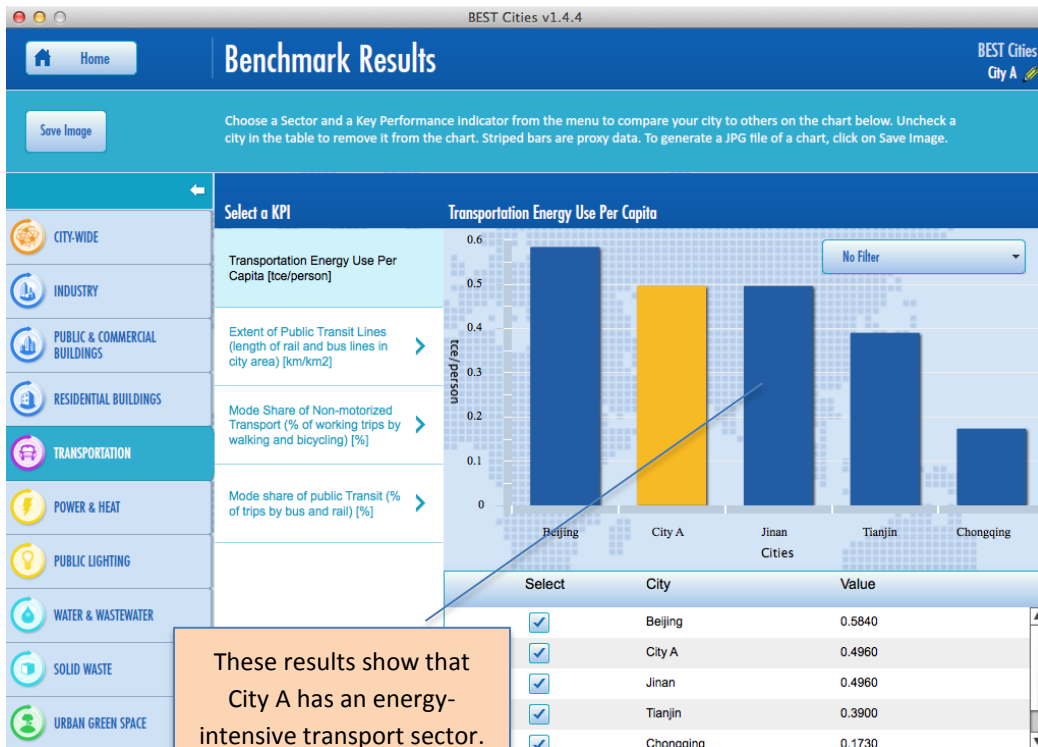 BEST Cities v1.4.4
Home
Benchmark Results
BEST Cities
City A
Save Image
Choose a Sector and a Key Performance indicator from the menu to compare your city to others on the chart below. Uncheck a
city in the table to remove it from the chart. Striped bars are proxy data. To generate a JPG file of a chart, click on Save Image.
CITY-WIDE
INDUSTRY
PUBLIC & COMMERCIAL
BUILDINGS
RESIDENTIAL BUILDINGS
TRANSPORTATION
POWER & HEAT
PUBLIC LIGHTING
WATER & WASTEWATER
SOLID WASTE
URBAN GREEN SPACE
Select a KPI
Transportation Energy Use Per
Capita [tce/person]
Extent of Public Transit Lines
(length of rail and bus lines in
city area) [km/km2]
Mode Share of Non-motorized
Transport (% of working trips by
walking and bicycling) [%]
Mode share of public Transit (%
of trips by bus and rail) [%]
Transportation Energy Use Per Capita
No Filter
0.6
0.5
0.4
0.3
0.2
0.1
0
tce/person
Beijing City A Jinan Tianjin Chongqing
Cities
Select City Value
Beijing 0.5840
City A 0.4960
Jinan 0.4960
Tianjin 0.3900
Chongqing 0.1730
These results show that
City A has an energy-
intensive transport sector.